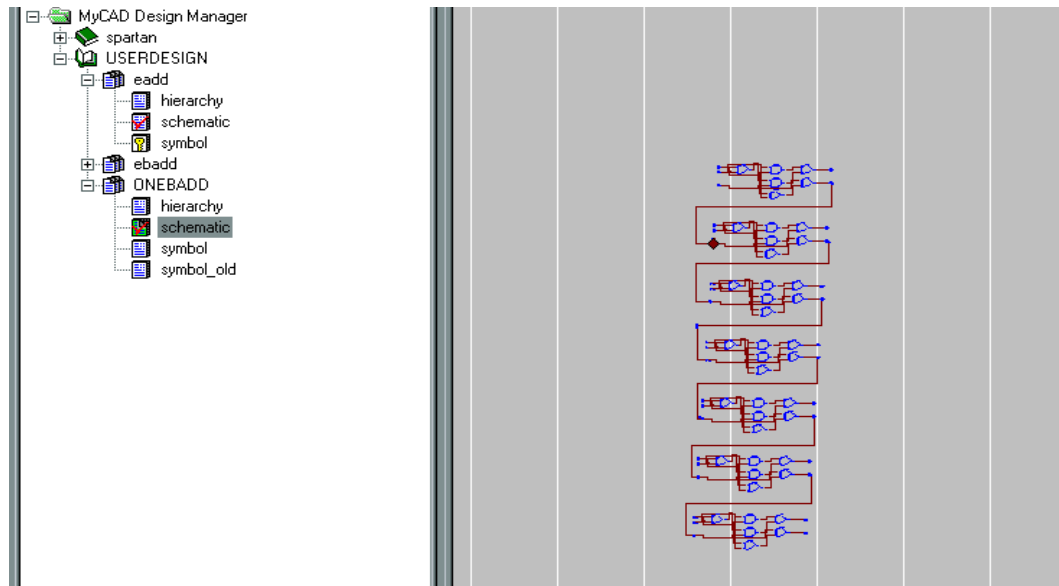 MyCAD Design Manager
spartan
USERDESIGN
eadd
hierarchy
schematic
symbol
ebadd
ONEBADD
hierarchy
schematic
symbol
symbol_old